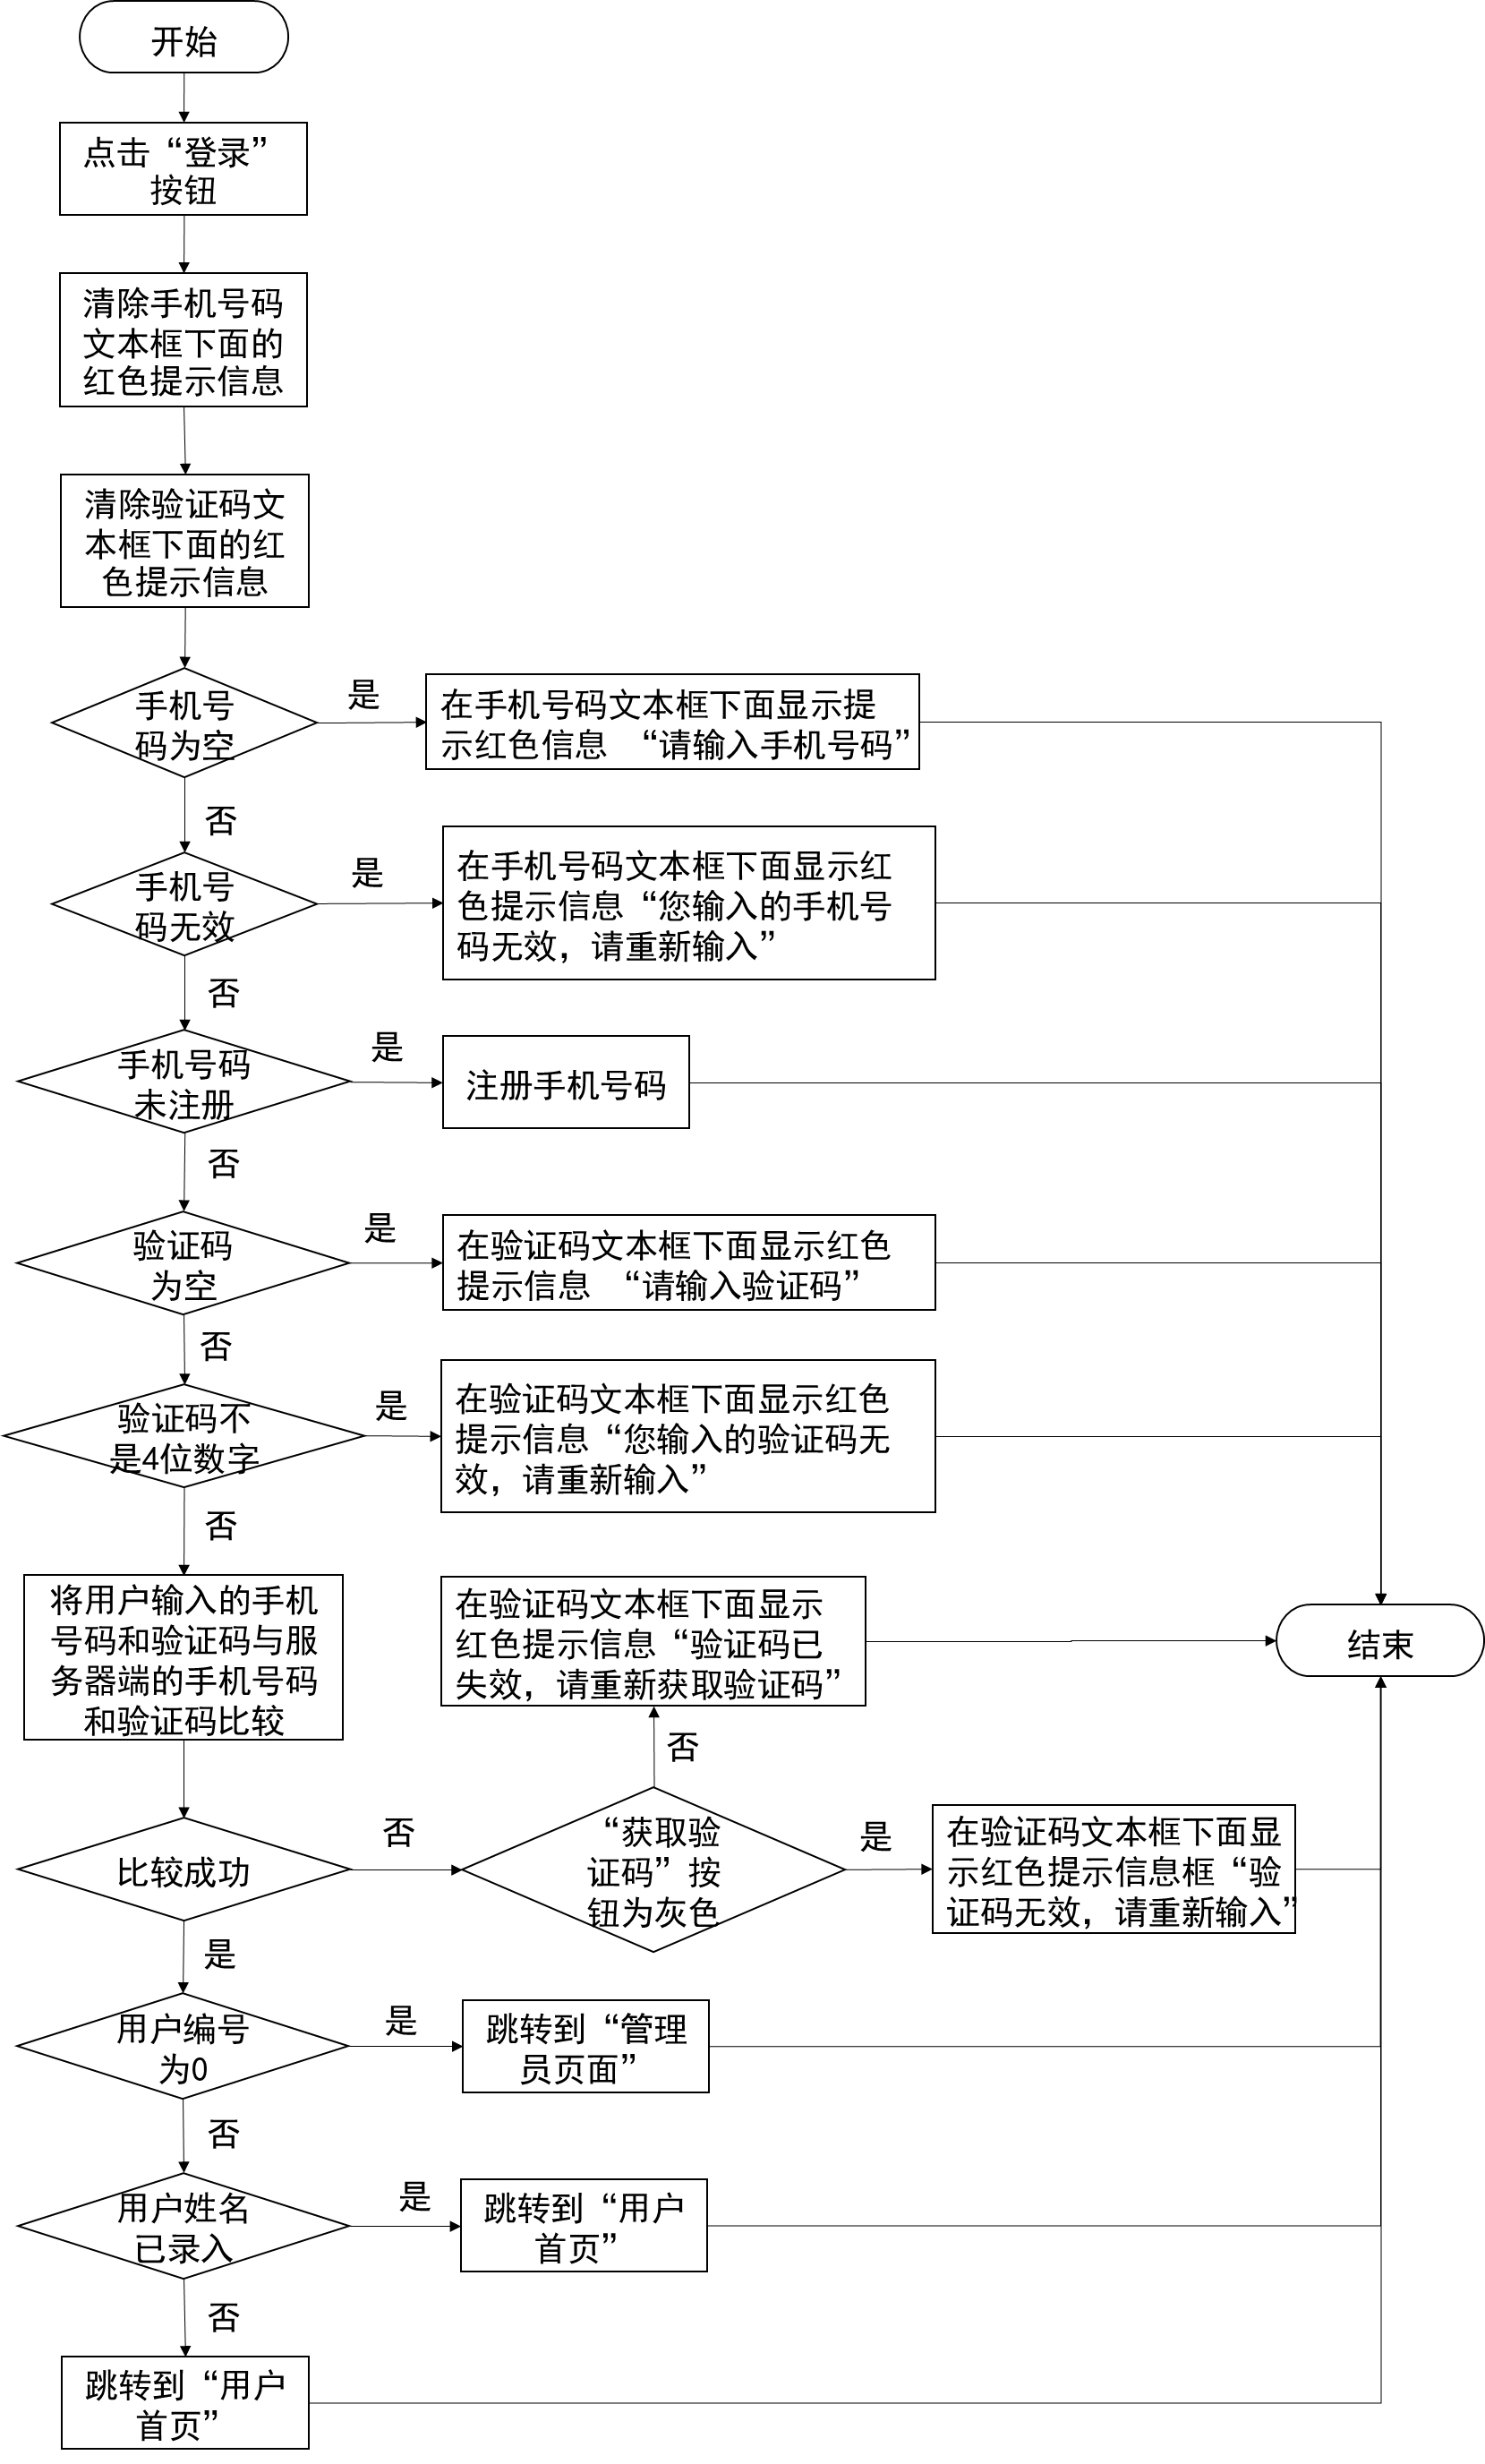 开始
点击“登录”
按钮
清除手机号码
文本框下面的
红色提示信息
清除验证码文
本框下面的红
色提示信息
手机号
码为空
是
在手机号码文本框下面显示提
示红色信息 “请输入手机号码”
否
手机号
码无效
是
在手机号码文本框下面显示红
色提示信息“您输入的手机号
码无效，请重新输入”
否
手机号码
未注册
是
注册手机号码
否
验证码
为空
是
在验证码文本框下面显示红色
提示信息 “请输入验证码”
否
验证码不
是4位数字
是
在验证码文本框下面显示红色
提示信息“您输入的验证码无
效，请重新输入”
否
将用户输入的手机
号码和验证码与服
务器端的手机号码
和验证码比较
在验证码文本框下面显示
红色提示信息“验证码已
失效，请重新获取验证码”
结束
否
比较成功
否
“获取验
证码”按
钮为灰色
是
在验证码文本框下面显
示红色提示信息框“验
证码无效，请重新输入”
是
用户编号
为0
是
跳转到“管理
员页面”
否
用户姓名
已录入
是
跳转到“用户
首页”
否
跳转到“用户
首页”